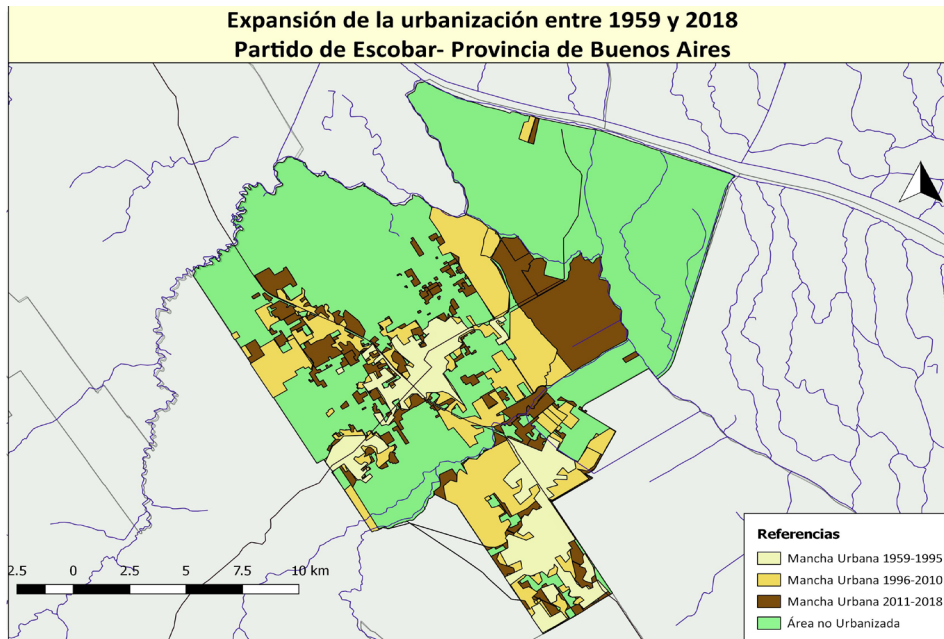 Expansión de la urbanización entre 1959 y 2018
Partido de Escobar- Provincia de Buenos Aires
2.5 0 2.5 5 7.5 10 km
Referencias
Mancha Urbana 1959-1995
Mancha Urbana 1996-2010
Mancha Urbana 2011-2018
Área no Urbanizada